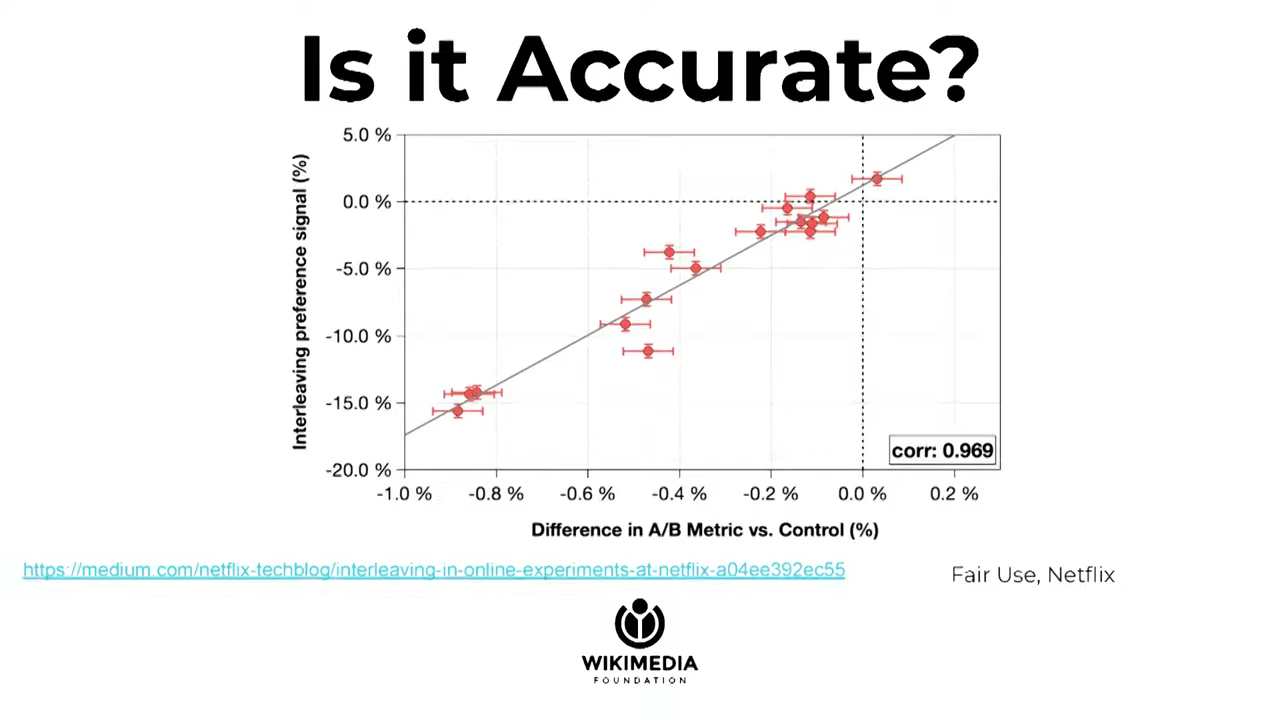 Is it Accurate?
Interleaving preference signal (%)
5.0 %
0.0 %
-5.0 %
-10.0 %
-15.0 %
-20.0 %
corr: 0.969
-1.0 %
-0.8 %
-0.6 %
-0.4 %
-0.2 %
0.0 %
0.2 %
Difference in A/B Metric vs. Control (%)
https://medium.com/netflix-techblog/interleaving-in-online-experiments-at-netflix-a04ee392ec55
Fair Use, Netflix
WIKIMEDIA
FOUNDATION